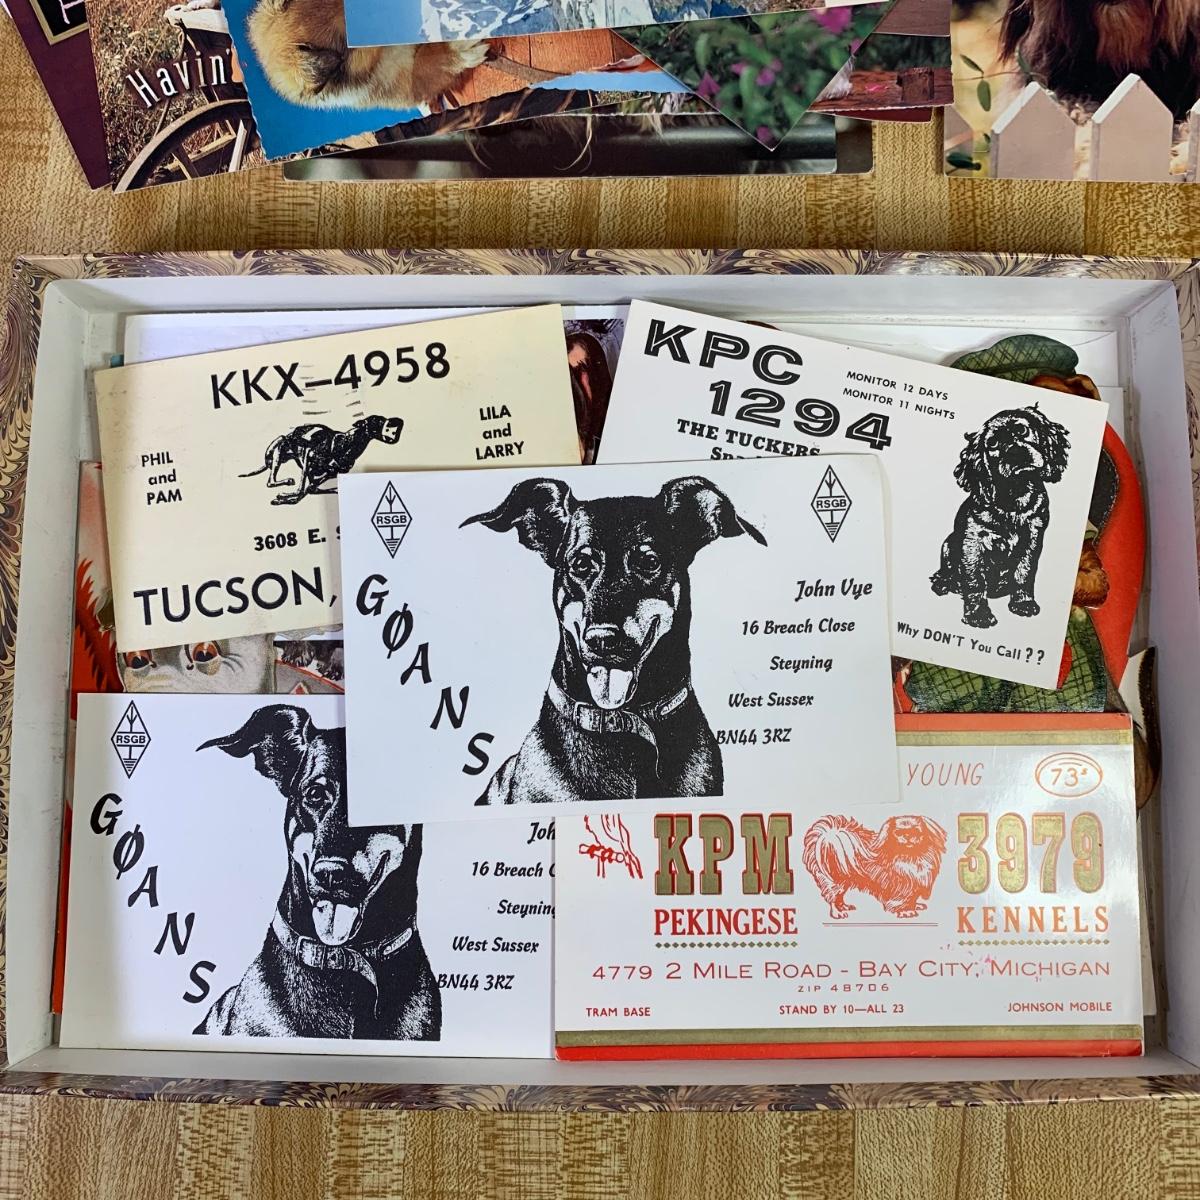 Havin
KKX-4958
PHIL
and
PAM
LILA
and
LARRY
3608 E.
TUCSON,
KPC
1294
MONITOR 12 DAYS
MONITOR 11 NIGHTS
THE TUCKERS
Why DON'T You Call ??
RSGB
RSGB
GØANS
John Vye
16 Breach Close
Steyning
West Sussex
BN44 3RZ
RSGB
GØANS
Joh
16 Breach C
Steyning
West Sussex
BN44 3RZ
YOUNG
73's
KPM 3979
PEKINGESE KENNELS
4779 2 MILE ROAD - BAY CITY, MICHIGAN
ZIP 48706
TRAM BASE STAND BY 10—ALL 23 JOHNSON MOBILE